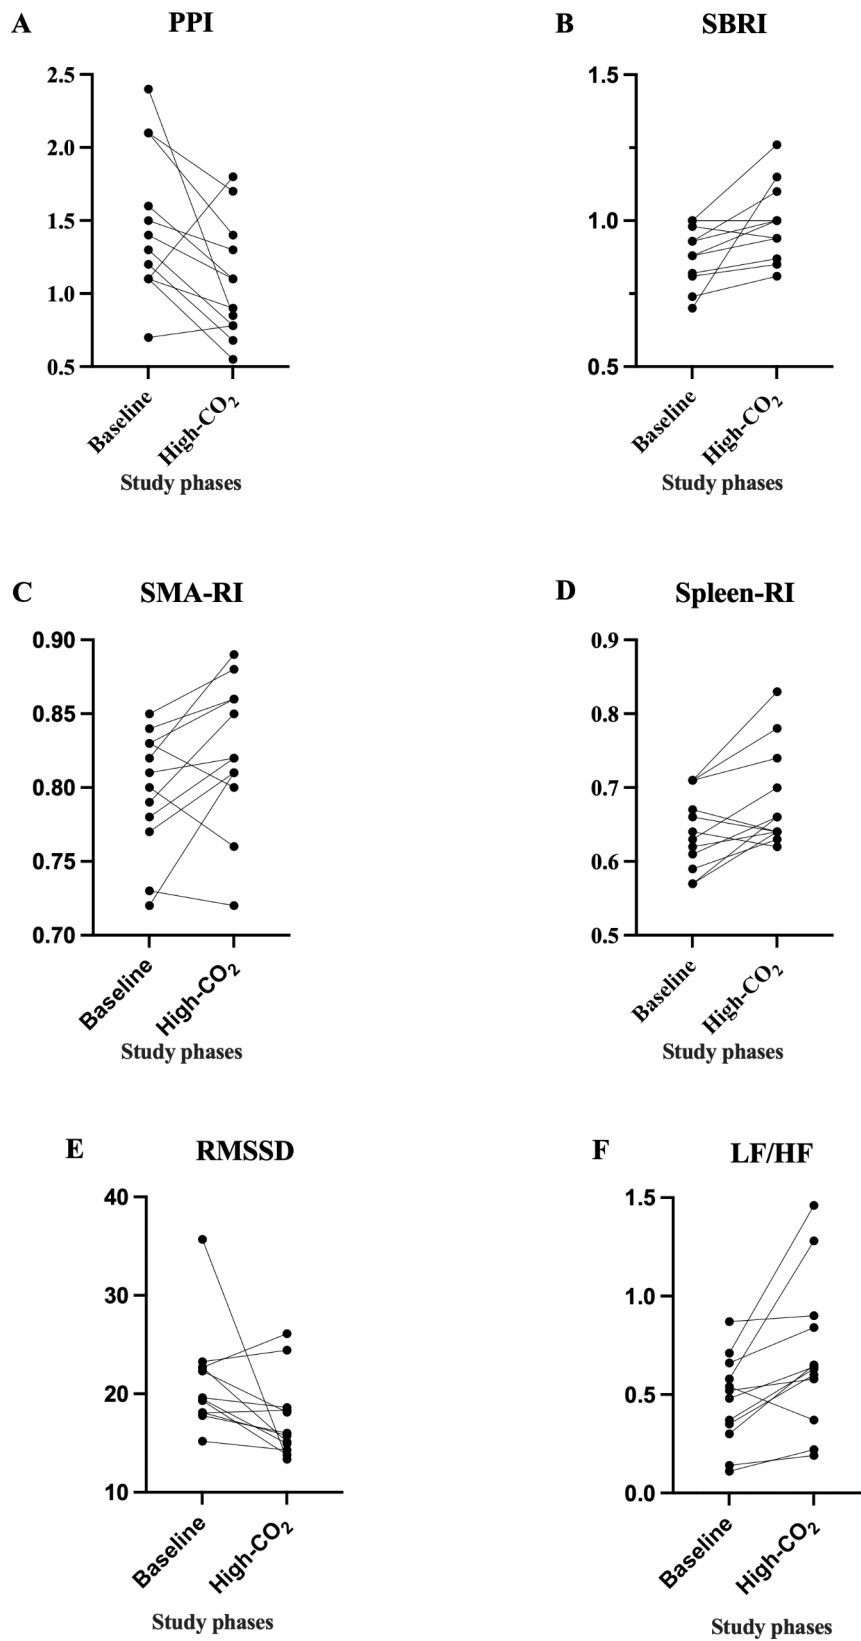 A PPI
2.5
2.0
1.5
1.0
0.5
Baseline
High-CO2
Study phases
B SBRI
1.5
1.0
0.5
Baseline
High-CO2
Study phases
C SMA-RI
0.90
0.85
0.80
0.75
0.70
Baseline
High-CO2
Study phases
D Spleen-RI
0.9
0.8
0.7
0.6
0.5
Baseline
High-CO2
Study phases
E RMSSD
40
30
20
10
Baseline
High-CO2
Study phases
F LF/HF
1.5
1.0
0.5
0.0
Baseline
High-CO2
Study phases